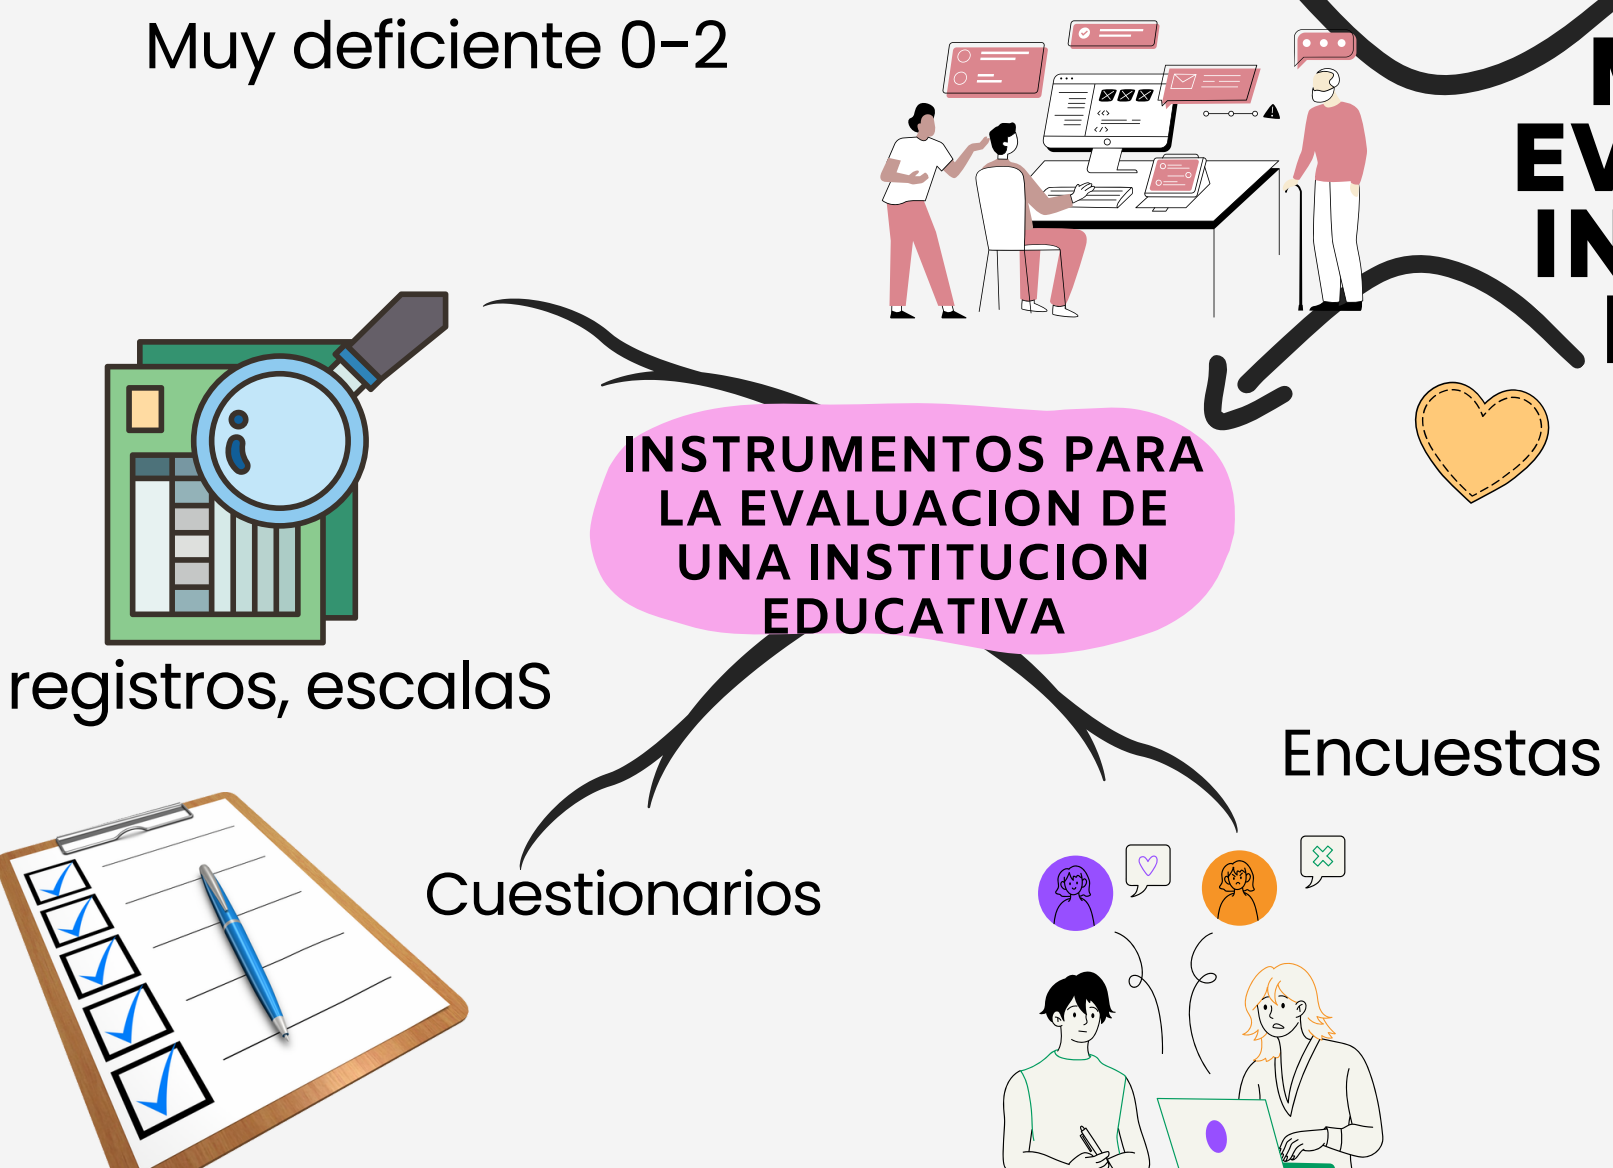 Muy deficiente 0-2
INSTRUMENTOS PARA
LA EVALUACION DE
UNA INSTITUCION
EDUCATIVA
registros, escalaS
Encuestas
Cuestionarios